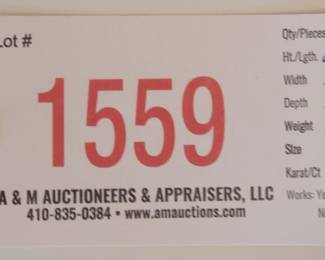 Lot #
1559
A & M AUCTIONEERS & APPRAISERS, LLC
410-835-0384 • www.amauctions.com
Qty/Pieces
Ht./Lgth.
Width
Depth
Weight
Size
Karat/Ct
Works: